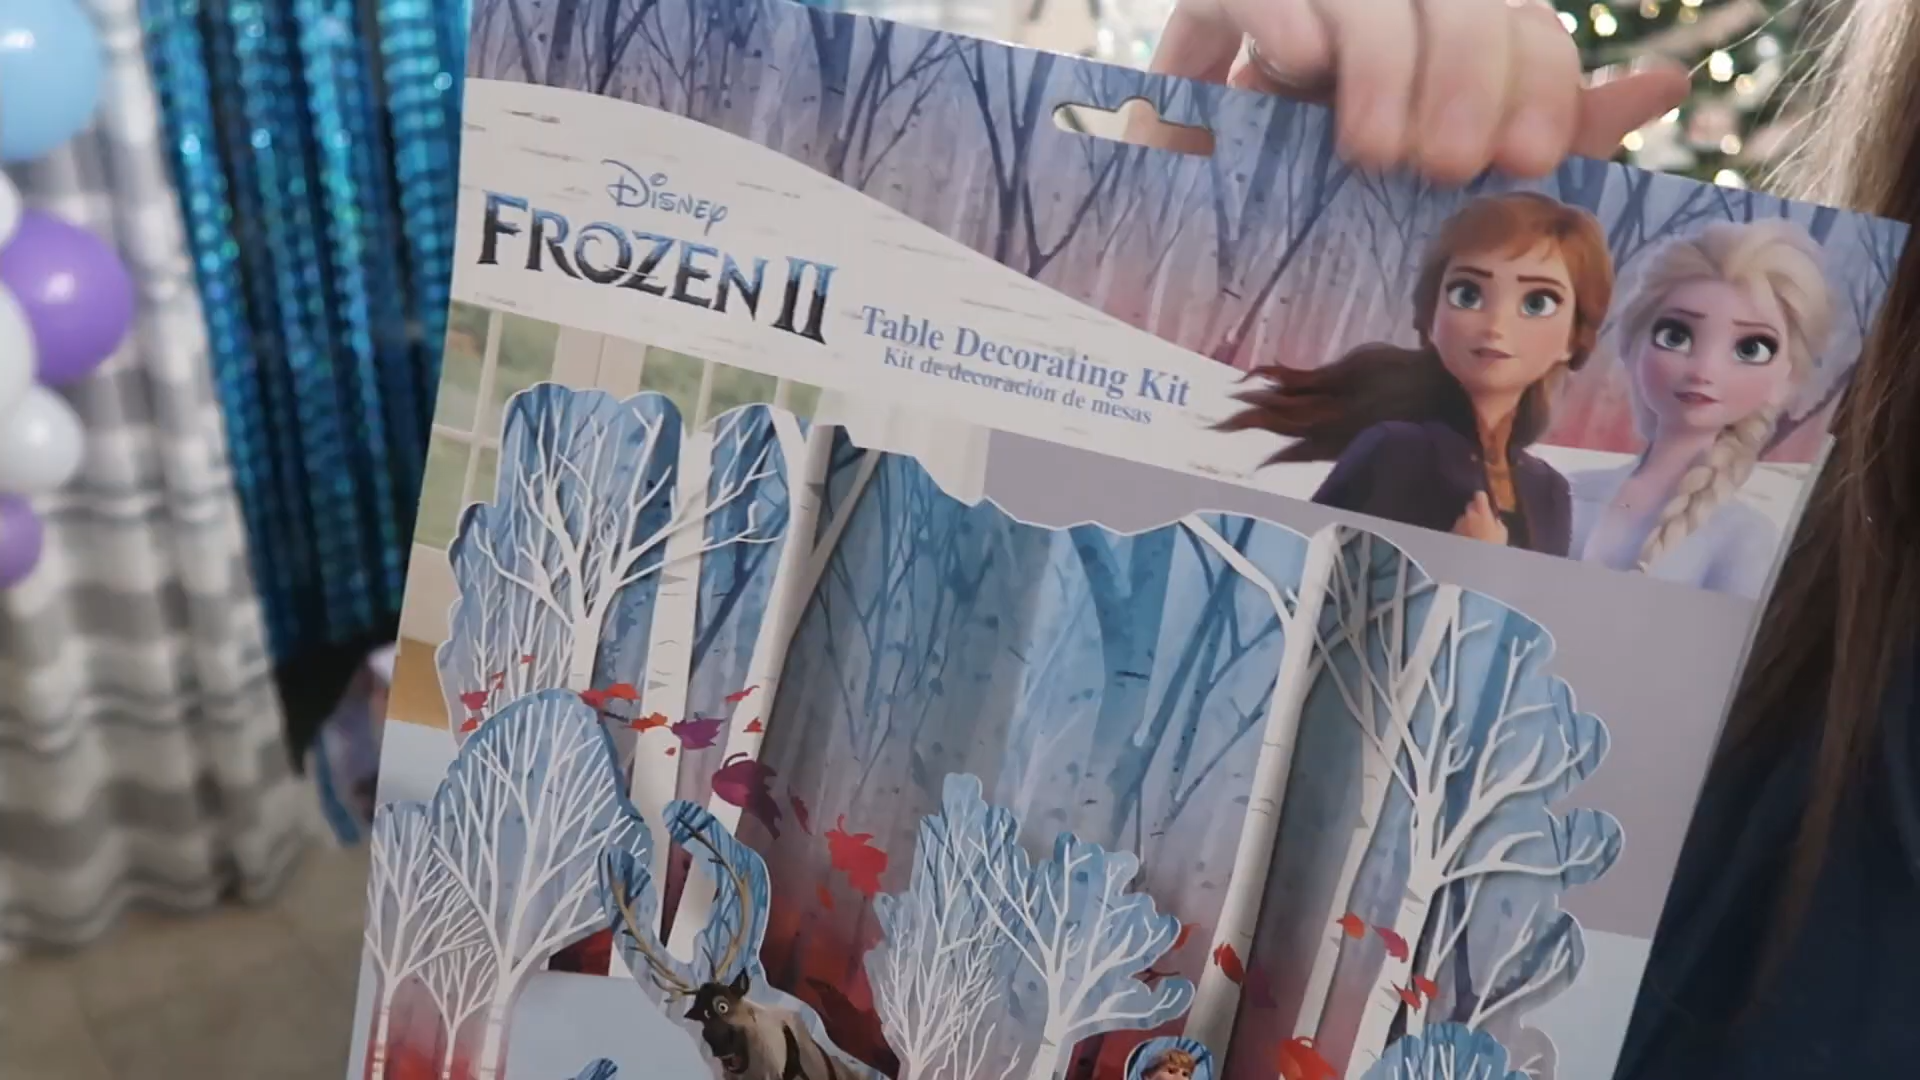 Disney
FROZEN II
Table Decorating Kit
Kit de decoración de mesas